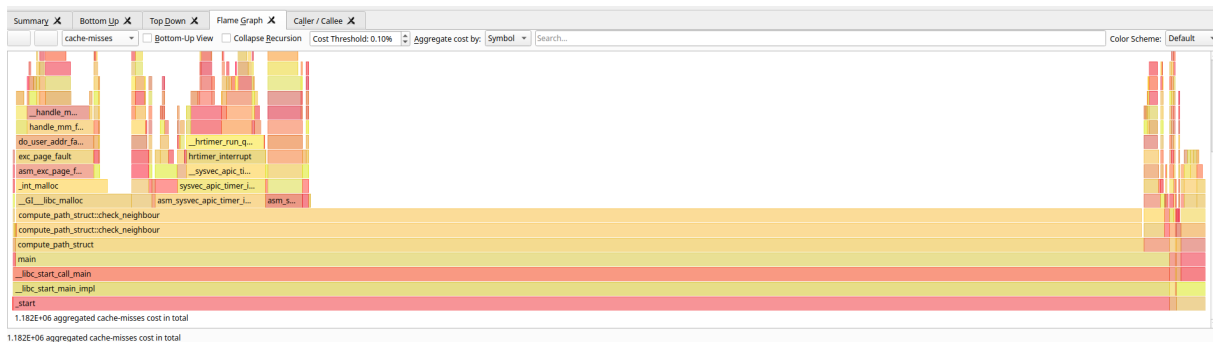 Summary Bottom Up Top Down Flame Graph Caller / Callee
cache-misses Bottom-Up View Collapse Recursion Cost Threshold: 0.10% Aggregate cost by: Symbol Search... Color Scheme: Default
__handle_m...
handle_mm_f...
do_user_addr_fa... __hrtimer_run_q...
exc_page_fault hrtimer_interrupt
asm_exc_page_f... __sysvec_apic_ti...
_int_malloc sysvec_apic_timer_i...
__GI___libc_malloc asm_sysvec_apic_timer_i... asm_s...
compute_path_struct::check_neighbour
compute_path_struct::check_neighbour
compute_path_struct
main
__libc_start_call_main
__libc_start_main_impl
_start
1.182E+06 aggregated cache-misses cost in total
1.182E+06 aggregated cache-misses cost in total